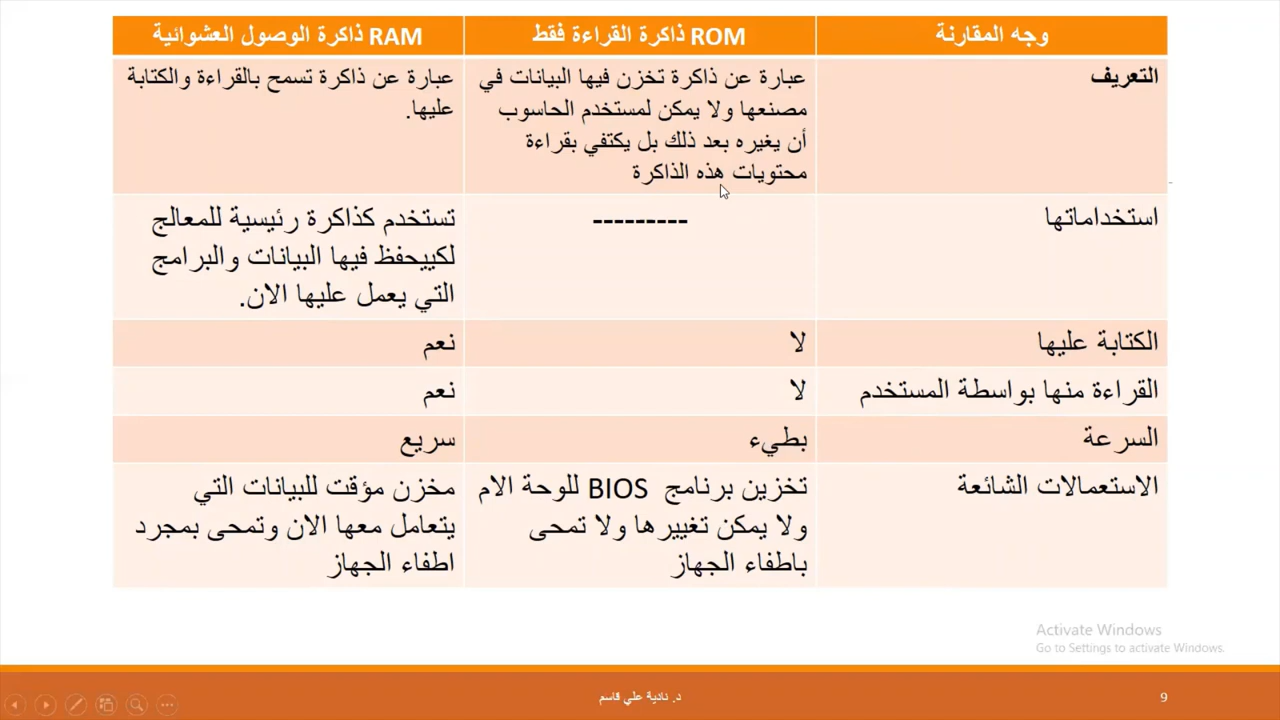 وجه المقارنة
ROM ذاكرة القراءة فقط
RAM ذاكرة الوصول العشوائية
التعريف
عبارة عن ذاكرة تخزن فيها البيانات في
مصنعها ولا يمكن لمستخدم الحاسوب
أن يغيره بعد ذلك بل يكتفي بقراءة
محتويات هذه الذاكرة
عبارة عن ذاكرة تسمح بالقراءة والكتابة
عليها.
استخداماتها
---------
تستخدم كذاكرة رئيسية للمعالج
لكييحفظ فيها البيانات والبرامج
التي يعمل عليها الان.
الكتابة عليها
لا
نعم
القراءة منها بواسطة المستخدم
لا
نعم
السرعة
بطيء
سريع
الاستعمالات الشائعة
تخزين برنامج BIOS للوحة الام
ولا يمكن تغييرها ولا تمحى
باطفاء الجهاز
مخزن مؤقت للبيانات التي
يتعامل معها الان وتمحى بمجرد
اطفاء الجهاز
Activate Windows
Go to Settings to activate Windows.
د. نادية علي قاسم
9